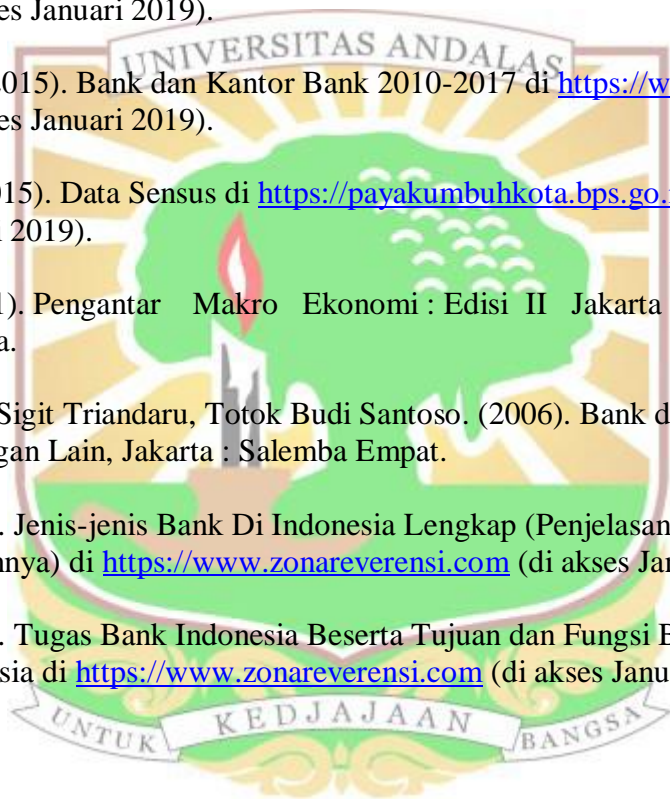 es Januari 2019).
UNIVERSITAS ANDALAS
2015). Bank dan Kantor Bank 2010-2017 di https://w
es Januari 2019).
15). Data Sensus di https://payakumbuhkota.bps.go.
i 2019).
1). Pengantar Makro Ekonomi : Edisi II Jakarta
a.
Sigit Triandaru, Totok Budi Santoso. (2006). Bank d
gan Lain, Jakarta : Salemba Empat.
. Jenis-jenis Bank Di Indonesia Lengkap (Penjelasan
nnya) di https://www.zonareverensi.com (di akses Jan
. Tugas Bank Indonesia Beserta Tujuan dan Fungsi B
sia di https://www.zonareverensi.com (di akses Janu
UNTUK KEDJAJAAN BANGSA